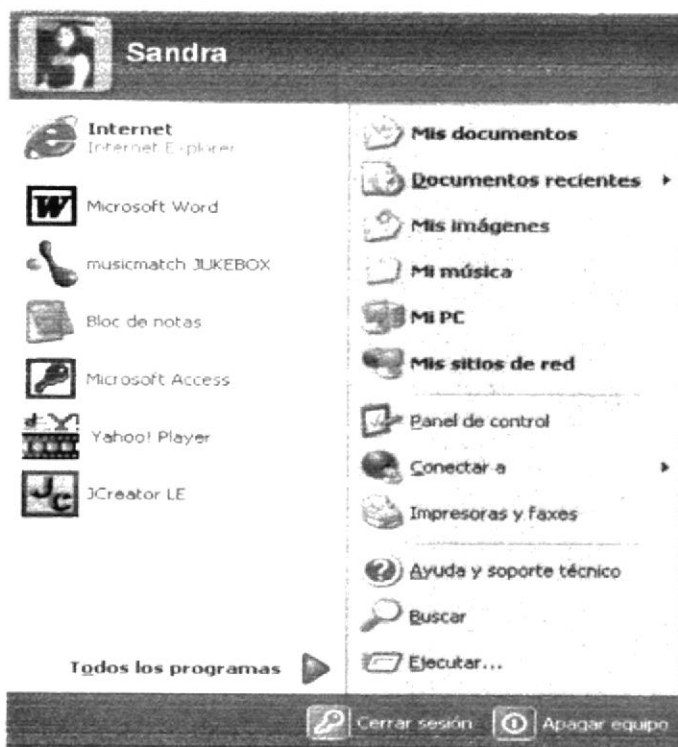 Sandra
Internet
Internet Explorer
Microsoft Word
musicmatch JUKEBOX
Bloc de notas
Microsoft Access
Yahoo! Player
JCreator LE
Todos los programas
Mis documentos
Documentos recientes
Mis imágenes
Mi música
Mi PC
Mis sitios de red
Panel de control
Conectar a
Impresoras y faxes
Ayuda y soporte técnico
Buscar
Ejecutar...
Cerrar sesión
Apagar equipo